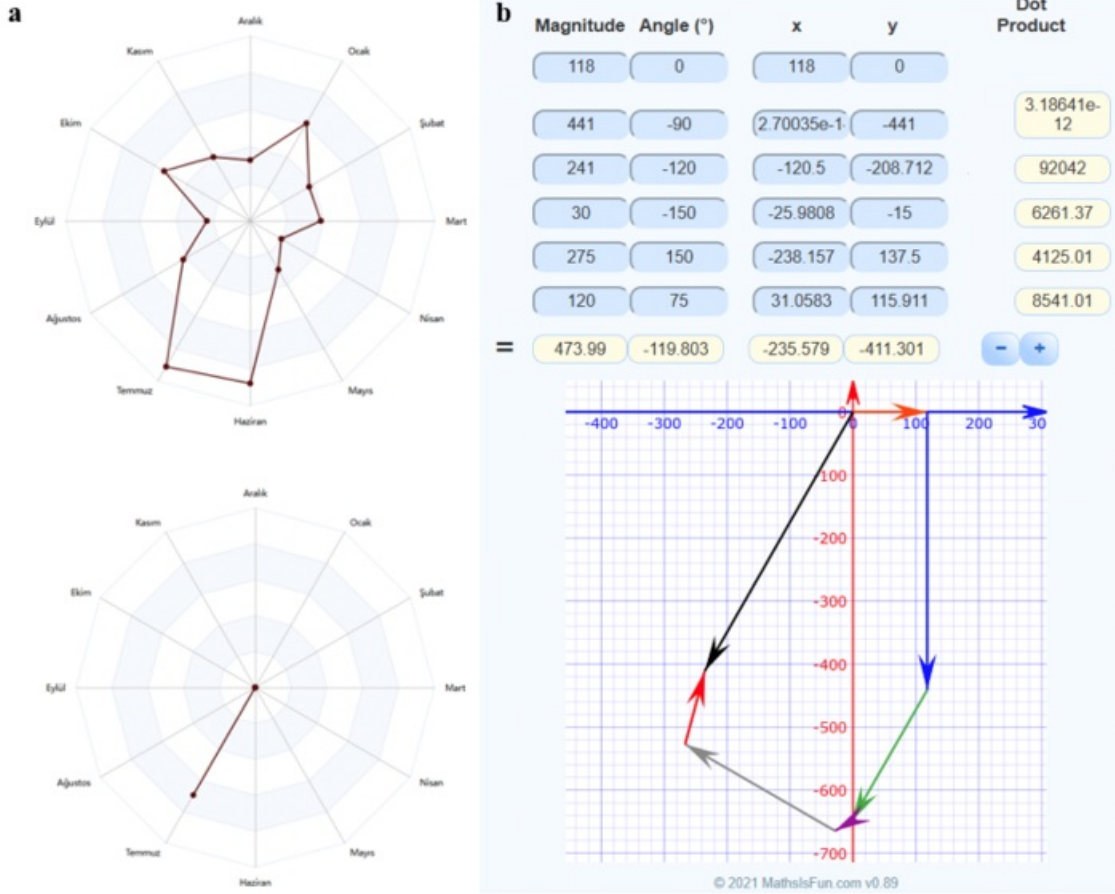 a
Aralık
Kasım
Ocak
Ekim
Şubat
Eylül
Mart
Ağustos
Nisan
Temmuz
Mayıs
Haziran
Aralık
Kasım
Ocak
Ekim
Şubat
Eylül
Mart
Ağustos
Nisan
Temmuz
Mayıs
Haziran
b
Dot
Magnitude Angle (°) x y Product
118 0 118 0
441 -90 2.70035e-1 -441 3.18641e-
12
241 -120 -120.5 -208.712 92042
30 -150 -25.9808 -15 6261.37
275 150 -238.157 137.5 4125.01
120 75 31.0583 115.911 8541.01
= 473.99 -119.803 -235.579 -411.301 - +
0
-400 -300 -200 -100 0 100 200 30
-100
-200
-300
-400
-500
-600
-700
© 2021 MathsIsFun.com v0.89